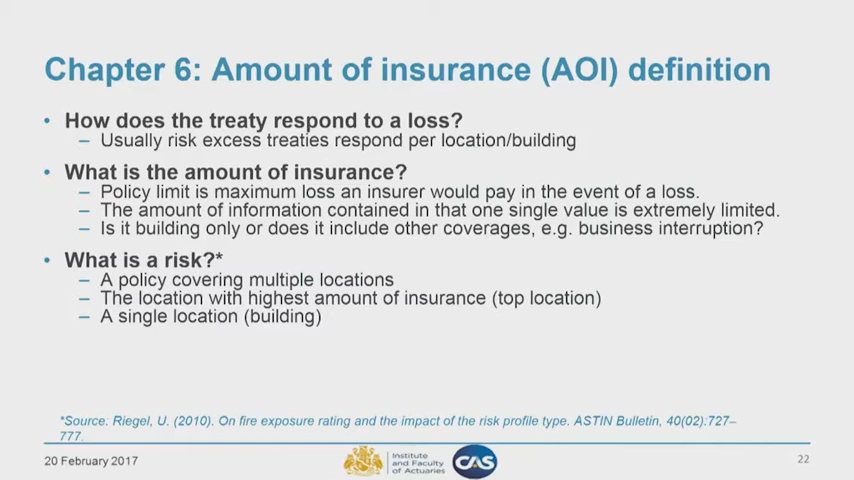 Chapter 6: Amount of insurance (AOI) definition
• How does the treaty respond to a loss?
– Usually risk excess treaties respond per location/building
• What is the amount of insurance?
– Policy limit is maximum loss an insurer would pay in the event of a loss.
– The amount of information contained in that one single value is extremely limited.
– Is it building only or does it include other coverages, e.g. business interruption?
• What is a risk?*
– A policy covering multiple locations
– The location with highest amount of insurance (top location)
– A single location (building)
*Source: Riegel, U. (2010). On fire exposure rating and the impact of the risk profile type. ASTIN Bulletin, 40(02):727–
777.
20 February 2017
Institute
and Faculty
of Actuaries
CAS
22